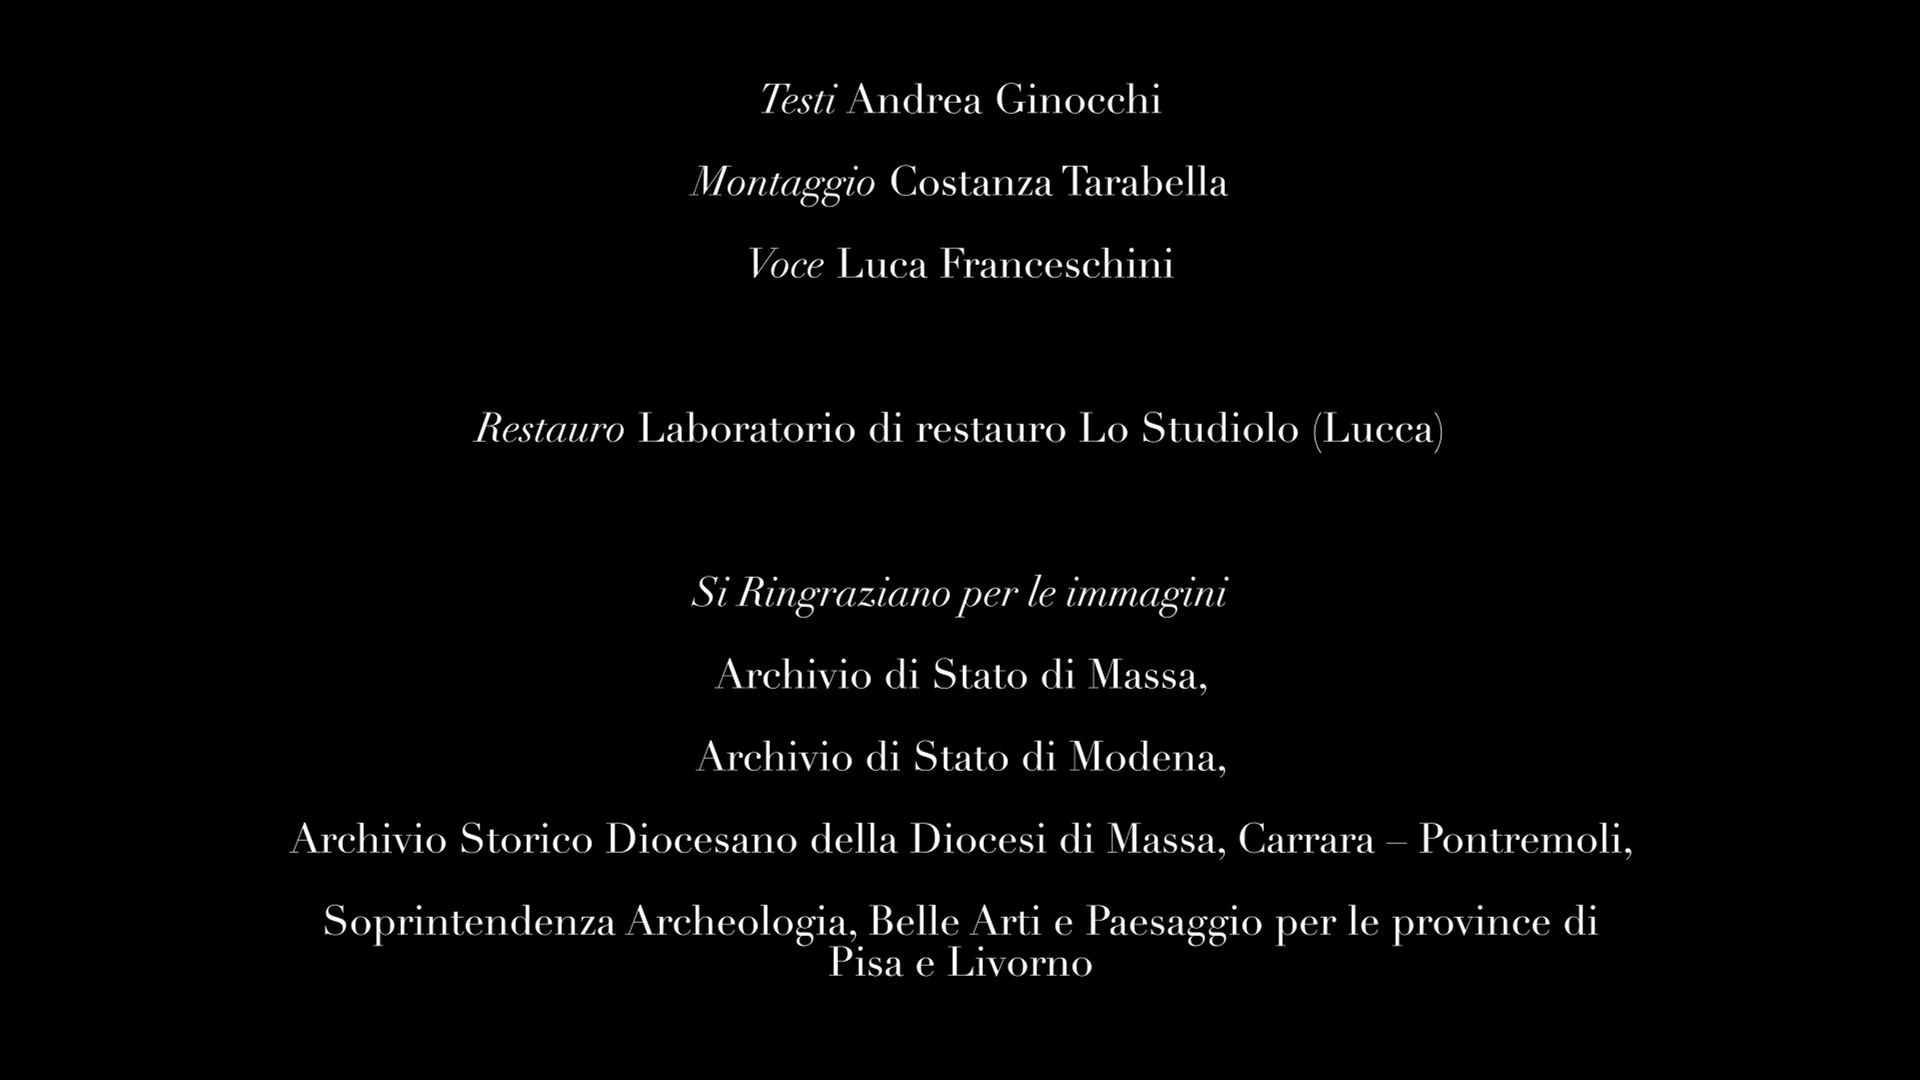 Testi Andrea Ginocchi
Montaggio Costanza Tarabella
Voce Luca Franceschini
Restauro Laboratorio di restauro Lo Studiolo (Lucca)
Si Ringraziano per le immagini
Archivio di Stato di Massa,
Archivio di Stato di Modena,
Archivio Storico Diocesano della Diocesi di Massa, Carrara – Pontremoli,
Soprintendenza Archeologia, Belle Arti e Paesaggio per le province di
Pisa e Livorno